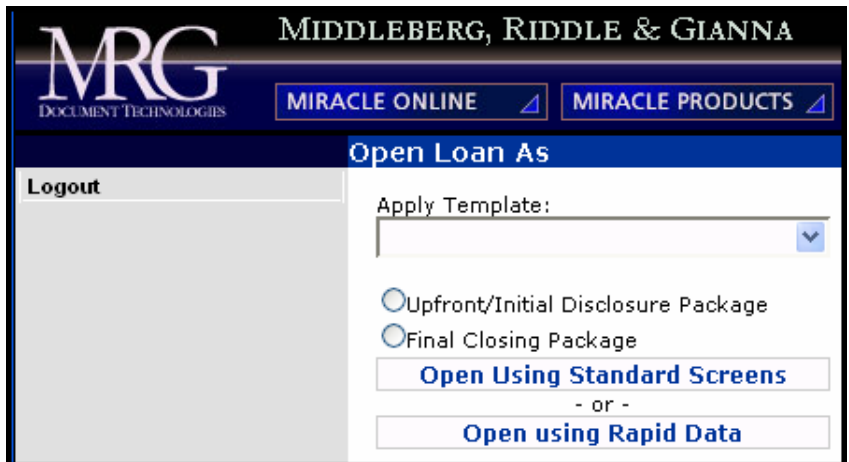 MIDDLEBERG, RIDDLE & GIANNA
MRG
DOCUMENT TECHNOLOGIES
MIRACLE ONLINE
MIRACLE PRODUCTS
Open Loan As
Logout
Apply Template:
Upfront/Initial Disclosure Package
Final Closing Package
Open Using Standard Screens
- or -
Open using Rapid Data